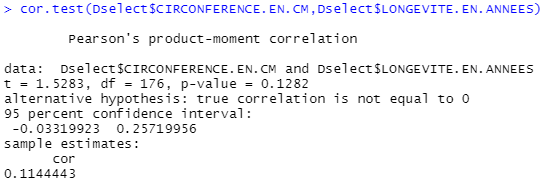 > cor.test(Dselect$CIRCONFERENCE.EN.CM,Dselect$LONGEVITE.EN.ANNEES)
Pearson's product-moment correlation
data:  Dselect$CIRCONFERENCE.EN.CM and Dselect$LONGEVITE.EN.ANNEES
t = 1.5283, df = 176, p-value = 0.1282
alternative hypothesis: true correlation is not equal to 0
95 percent confidence interval:
-0.03319923  0.25719956
sample estimates:
cor
0.1144443